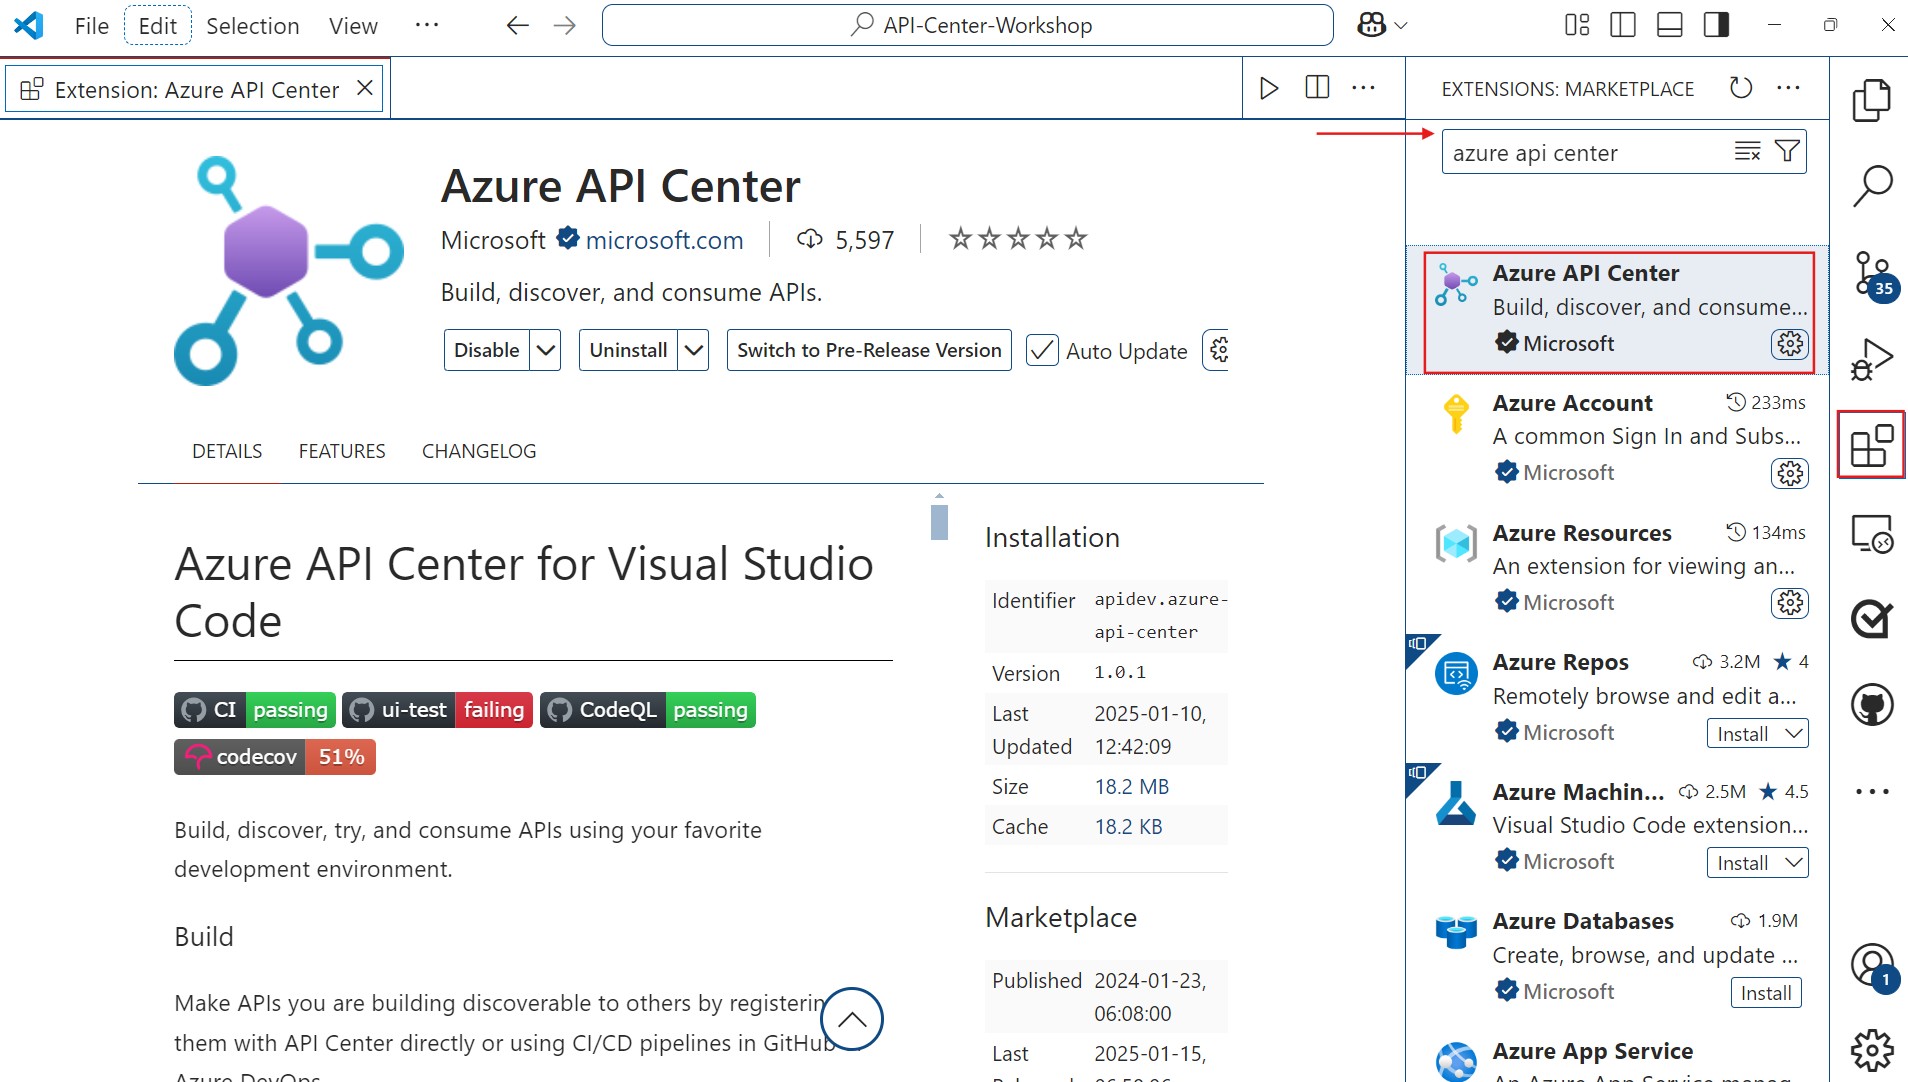 File Edit Selection View ··· API-Center-Workshop
Extension: Azure API Center
EXTENSIONS: MARKETPLACE
azure api center
Azure API Center
Microsoft microsoft.com 5,597
Build, discover, and consume APIs.
Disable Uninstall Switch to Pre-Release Version Auto Update
DETAILS FEATURES CHANGELOG
Azure API Center for Visual Studio
Code
CI passing ui-test failing CodeQL passing
codecov 51%
Build, discover, try, and consume APIs using your favorite
development environment.
Build
Make APIs you are building discoverable to others by registering
them with API Center directly or using CI/CD pipelines in GitHub
Azure DevOps
Installation
Identifier apidev.azure-
api-center
Version 1.0.1
Last 2025-01-10,
Updated 12:42:09
Size 18.2 MB
Cache 18.2 KB
Marketplace
Published 2024-01-23,
06:08:00
Last 2025-01-15,
Azure API Center
Build, discover, and consume...
Microsoft
Azure Account 233ms
A common Sign In and Subs...
Microsoft
Azure Resources 134ms
An extension for viewing an...
Microsoft
Azure Repos 3.2M 4
Remotely browse and edit a...
Microsoft Install
Azure Machin... 2.5M 4.5
Visual Studio Code extension...
Microsoft Install
Azure Databases 1.9M
Create, browse, and update ...
Microsoft Install
Azure App Service
35
1